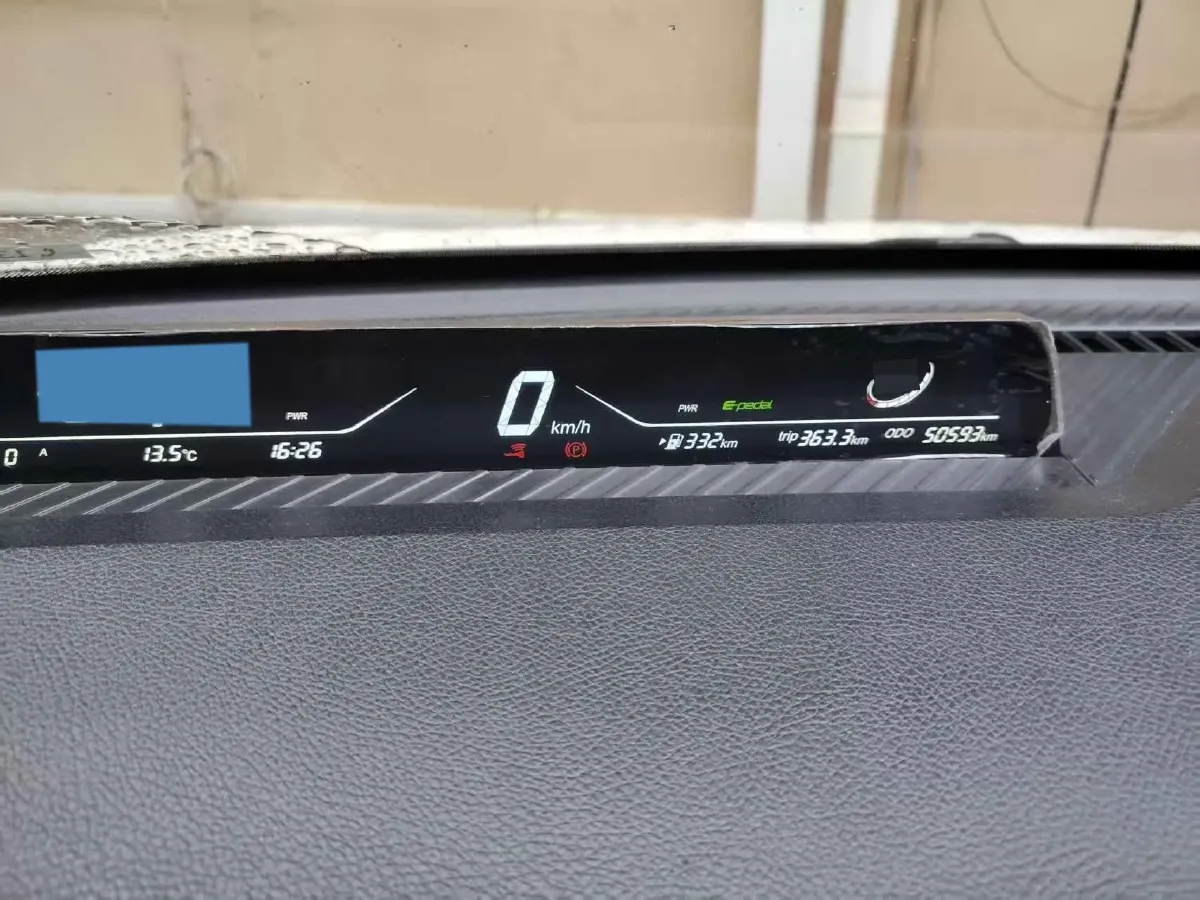 0 km/h
PWR
PWR E-pedal
0 A 13.5°C 16:26 P 332km trip 363.3km ODO 50593km